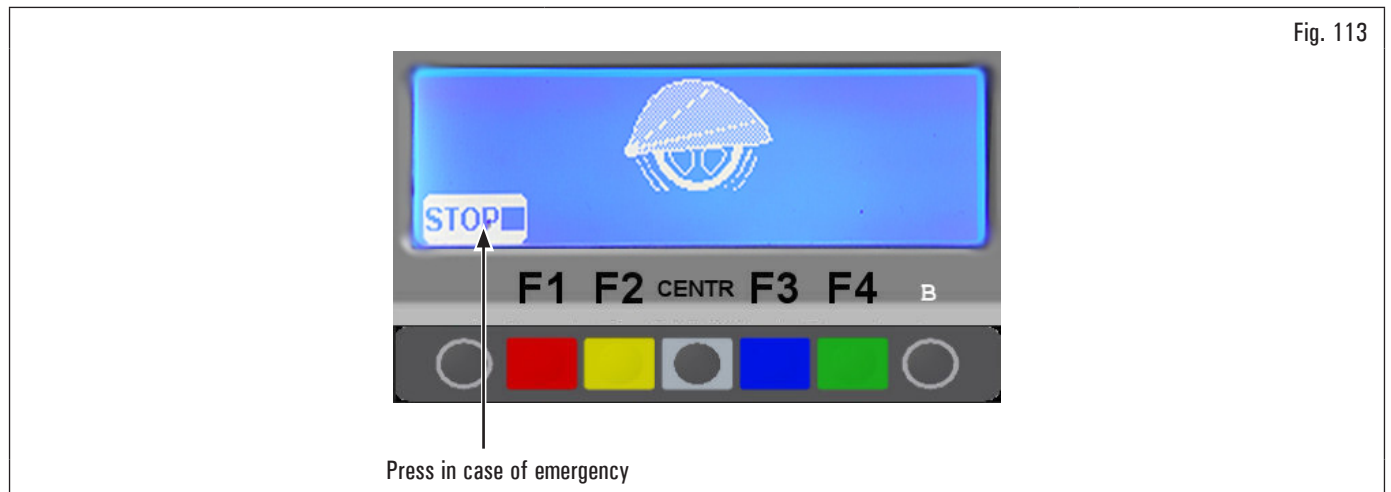 Fig. 113
STOP
F1 F2 CENTR F3 F4 B
Press in case of emergency